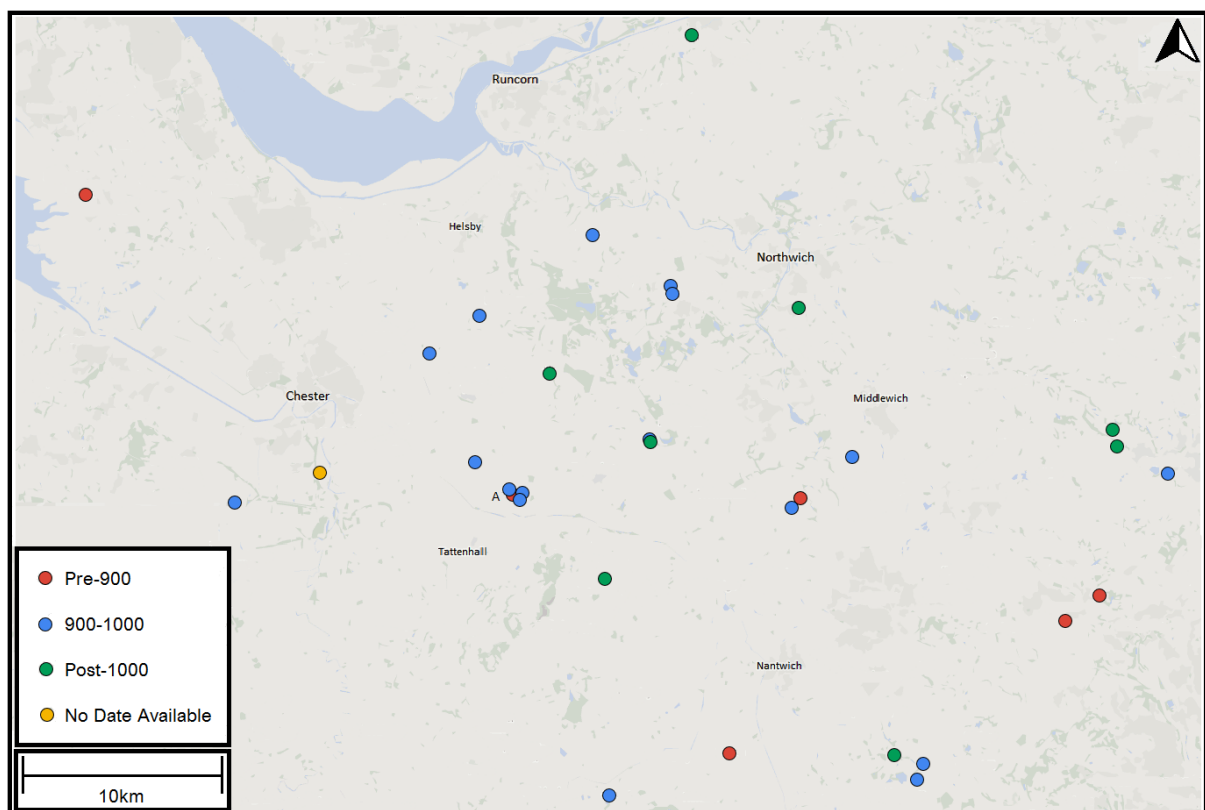 Runcorn
Helsby
Northwich
Chester
Middlewich
A
Tattenhall
Nantwich
Pre-900
900-1000
Post-1000
No Date Available
10km